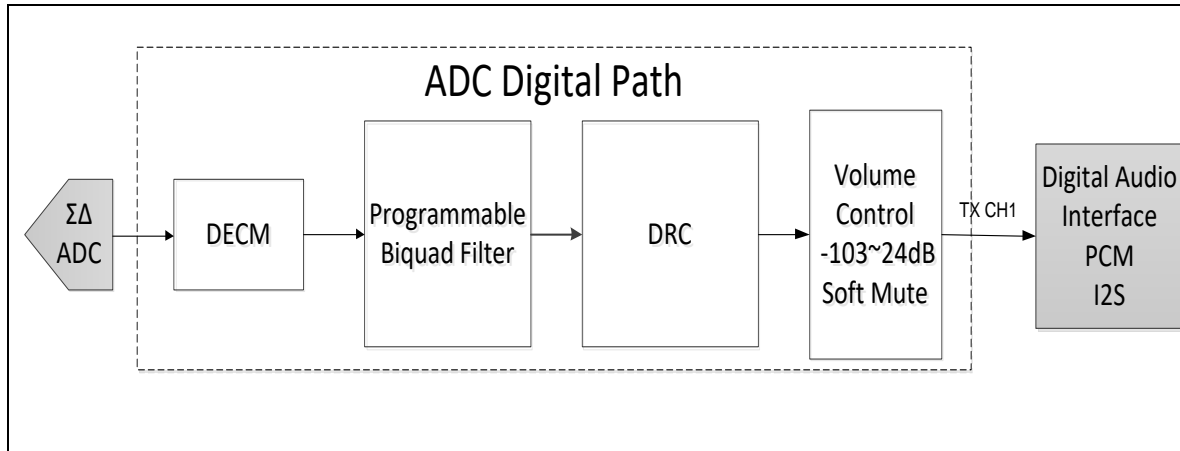 ADC Digital Path
ΣΔ
ADC
DECM
Programmable
Biquad Filter
DRC
Volume
Control
-103~24dB
Soft Mute
TX CH1
Digital Audio
Interface
PCM
I2S